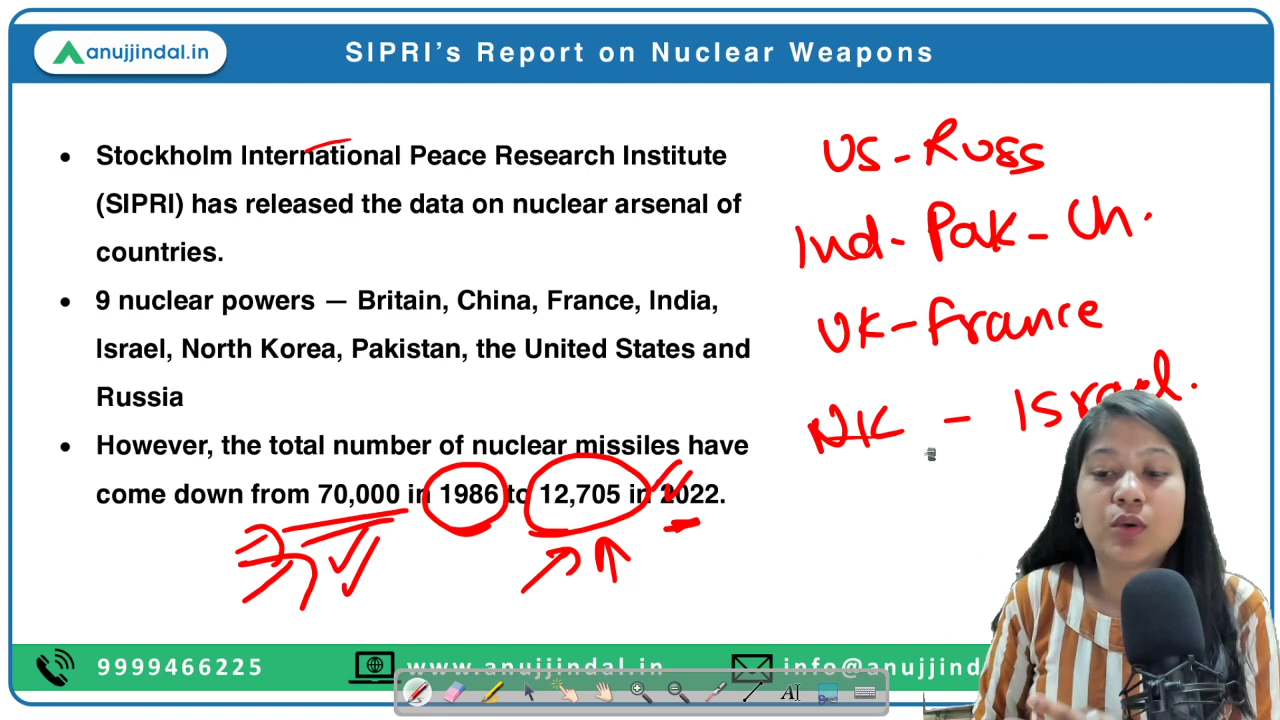 anujjindal.in
SIPRI's Report on Nuclear Weapons
• Stockholm International Peace Research Institute
(SIPRI) has released the data on nuclear arsenal of
countries.
• 9 nuclear powers — Britain, China, France, India,
Israel, North Korea, Pakistan, the United States and
Russia
• However, the total number of nuclear missiles have
come down from 70,000 in 1986 to 12,705 in 2022.
US - Russ
Ind - Pak - Ch.
UK - France
NK - Israel.
9999466225
www.anujjindal.in
info@anujjind
AI